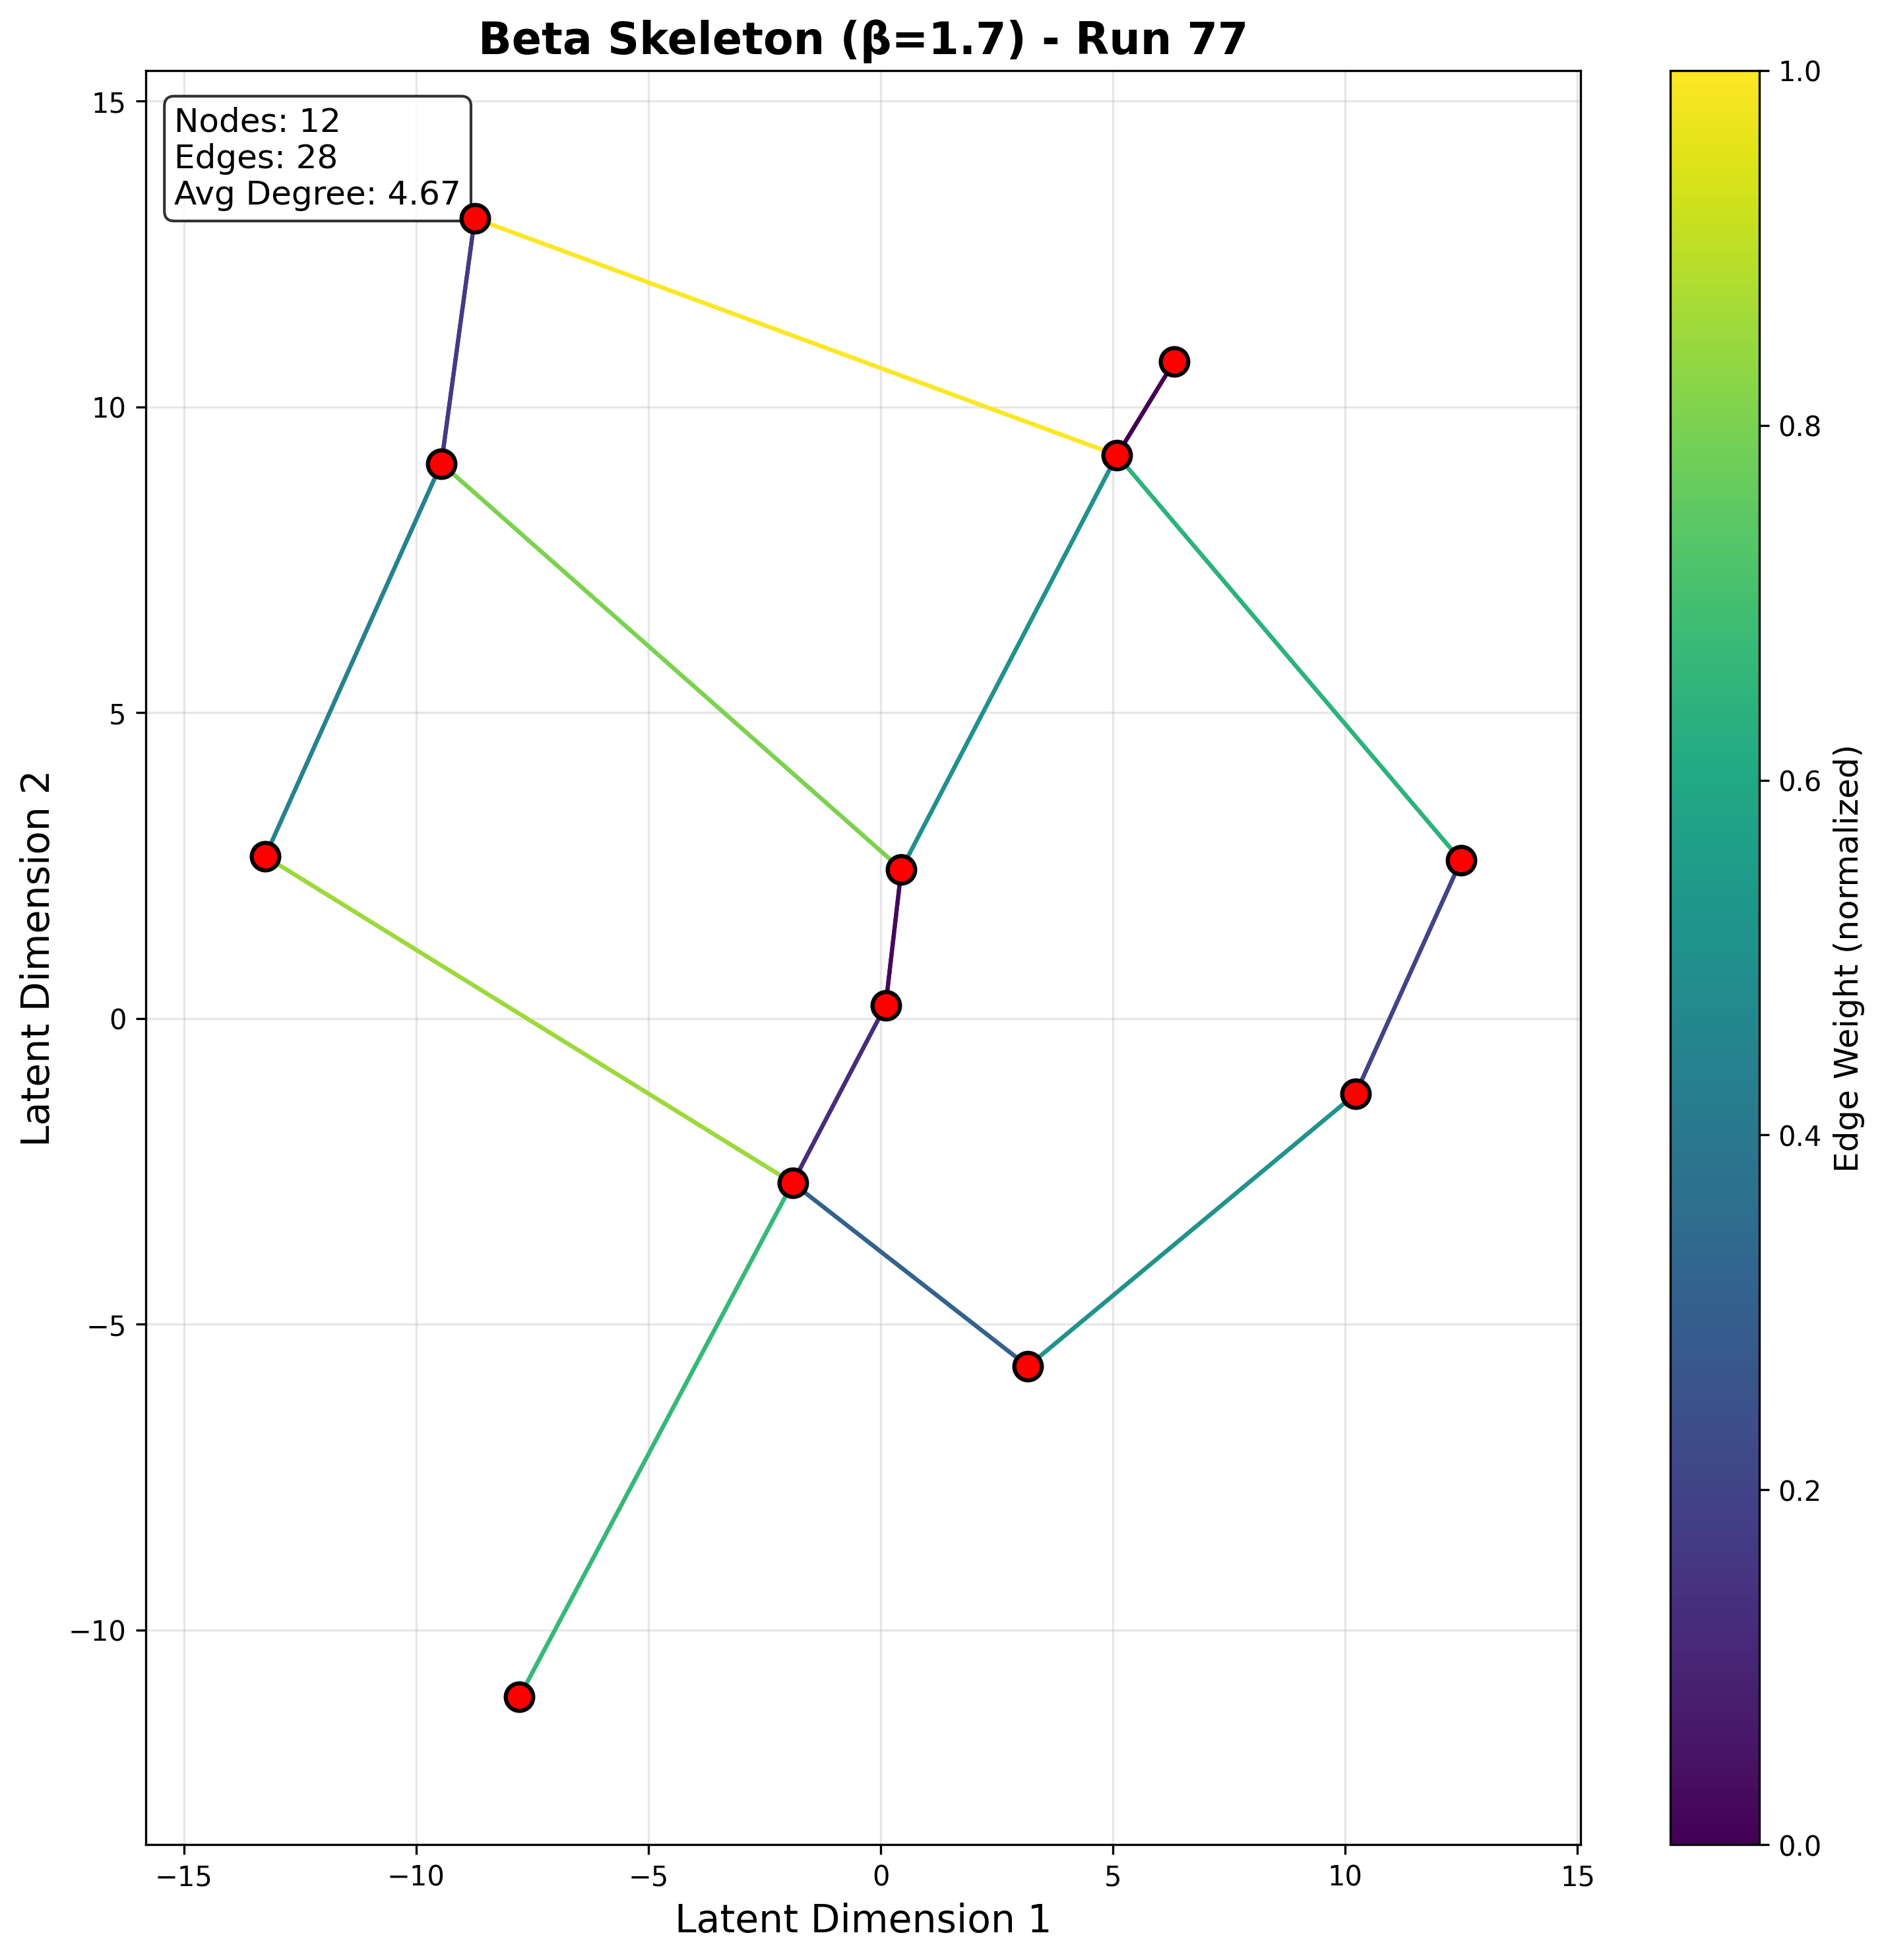 Beta Skeleton (β=1.7) - Run 77
Nodes: 12
Edges: 28
Avg Degree: 4.67
15
10
5
0
−5
−10
Latent Dimension 2
−15
−10
−5
0
5
10
15
Latent Dimension 1
1.0
0.8
0.6
0.4
0.2
0.0
Edge Weight (normalized)